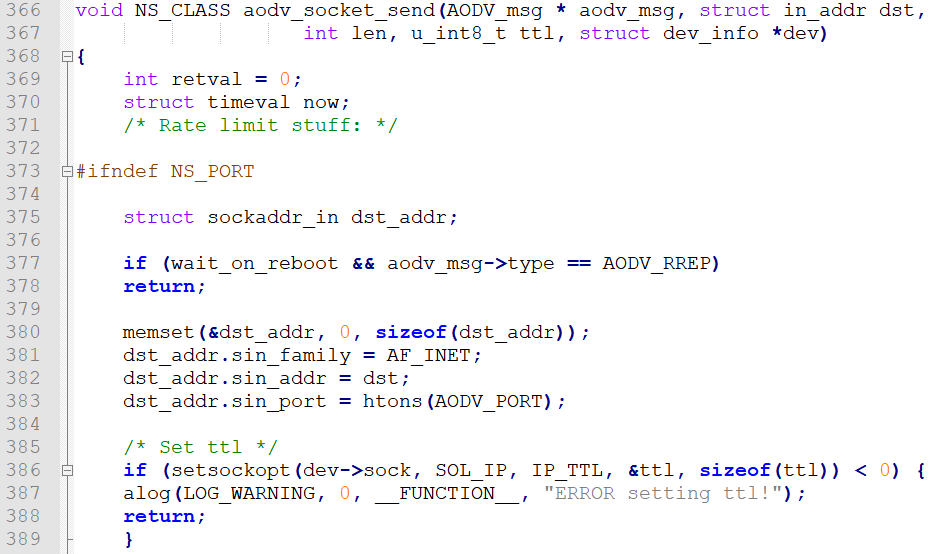 366 void NS_CLASS aodv_socket_send(AODV_msg * aodv_msg, struct in_addr dst,
367 int len, u_int8_t ttl, struct dev_info *dev)
368 {
369 int retval = 0;
370 struct timeval now;
371 /* Rate limit stuff: */
372
373 #ifndef NS_PORT
374
375 struct sockaddr_in dst_addr;
376
377 if (wait_on_reboot && aodv_msg->type == AODV_RREP)
378 return;
379
380 memset(&dst_addr, 0, sizeof(dst_addr));
381 dst_addr.sin_family = AF_INET;
382 dst_addr.sin_addr = dst;
383 dst_addr.sin_port = htons(AODV_PORT);
384
385 /* Set ttl */
386 if (setsockopt(dev->sock, SOL_IP, IP_TTL, &ttl, sizeof(ttl)) < 0) {
387 alog(LOG_WARNING, 0, __FUNCTION__, "ERROR setting ttl!");
388 return;
389 }